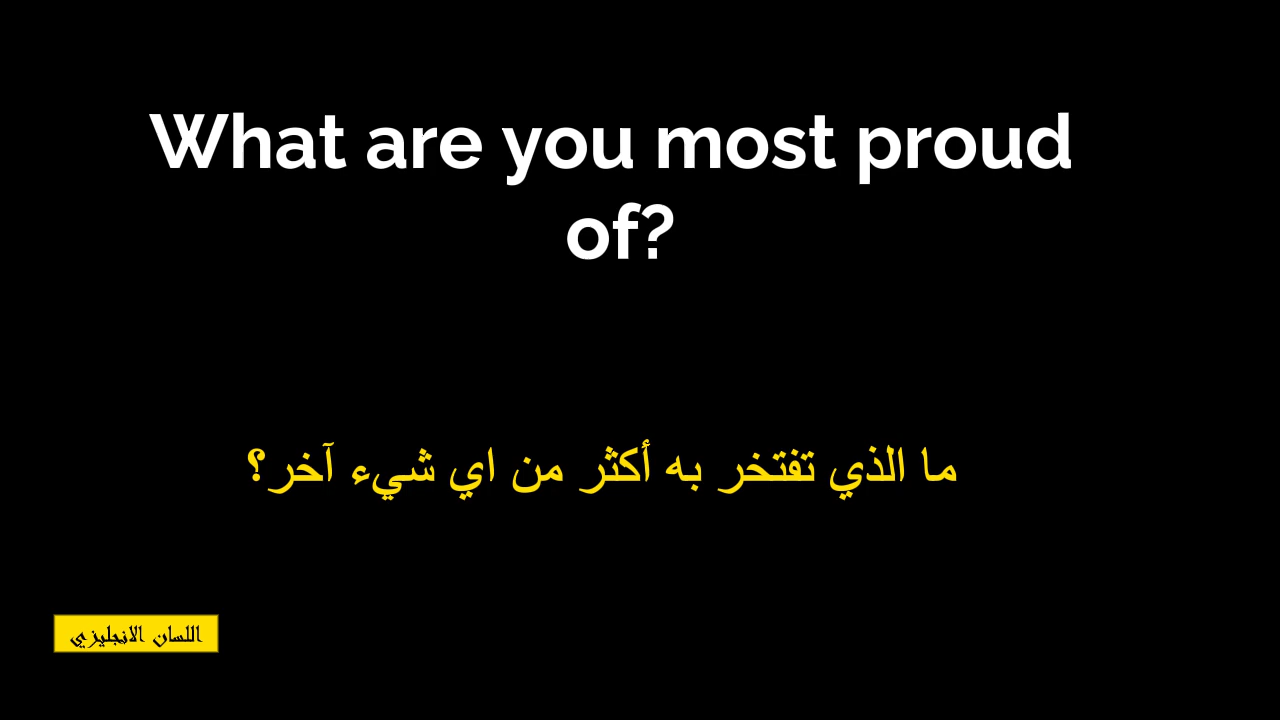 What are you most proud
of?
ما الذي تفتخر به أكثر من اي شيء آخر؟
اللسان الانجليزي